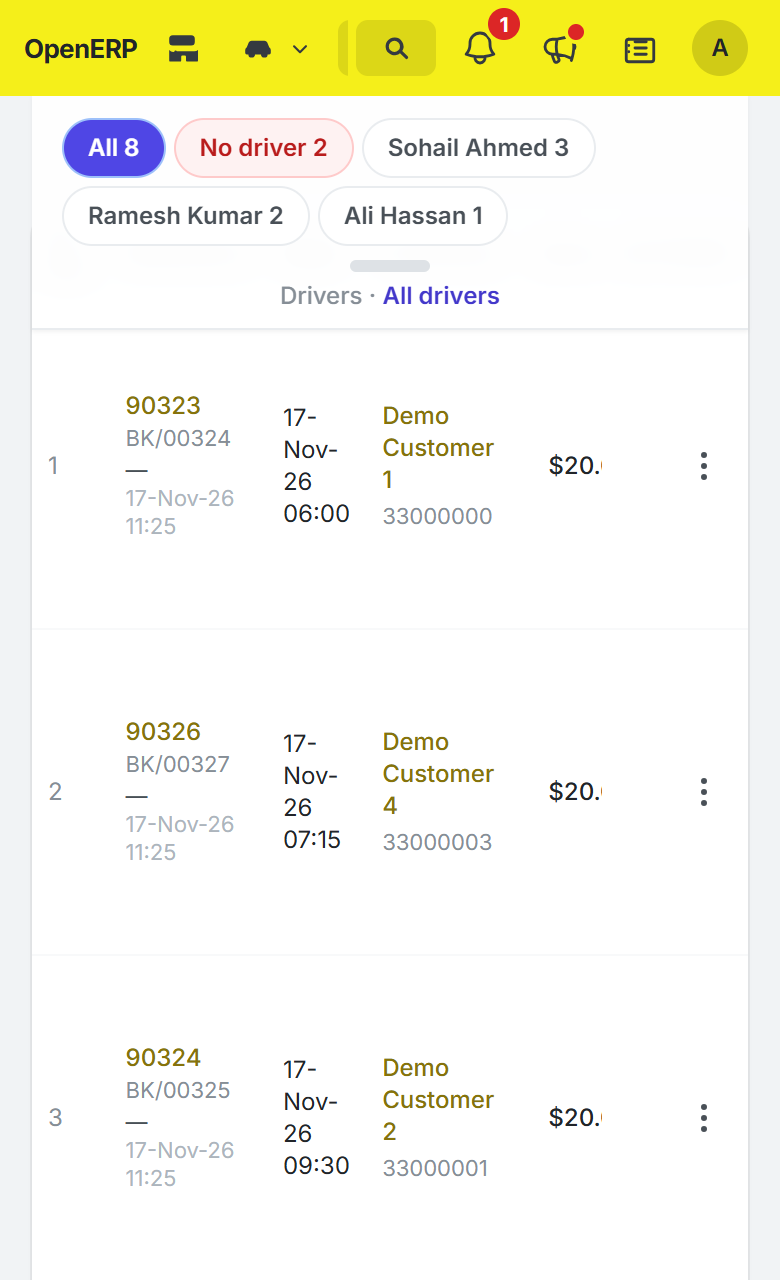 OpenERP
1
A
All 8
No driver 2
Sohail Ahmed 3
Ramesh Kumar 2
Ali Hassan 1
Drivers · All drivers
1
90323
BK/00324
—
17-Nov-26
11:25
17-
Nov-
26
06:00
Demo
Customer
1
33000000
$20.
2
90326
BK/00327
—
17-Nov-26
11:25
17-
Nov-
26
07:15
Demo
Customer
4
33000003
$20.
3
90324
BK/00325
—
17-Nov-26
11:25
17-
Nov-
26
09:30
Demo
Customer
2
33000001
$20.